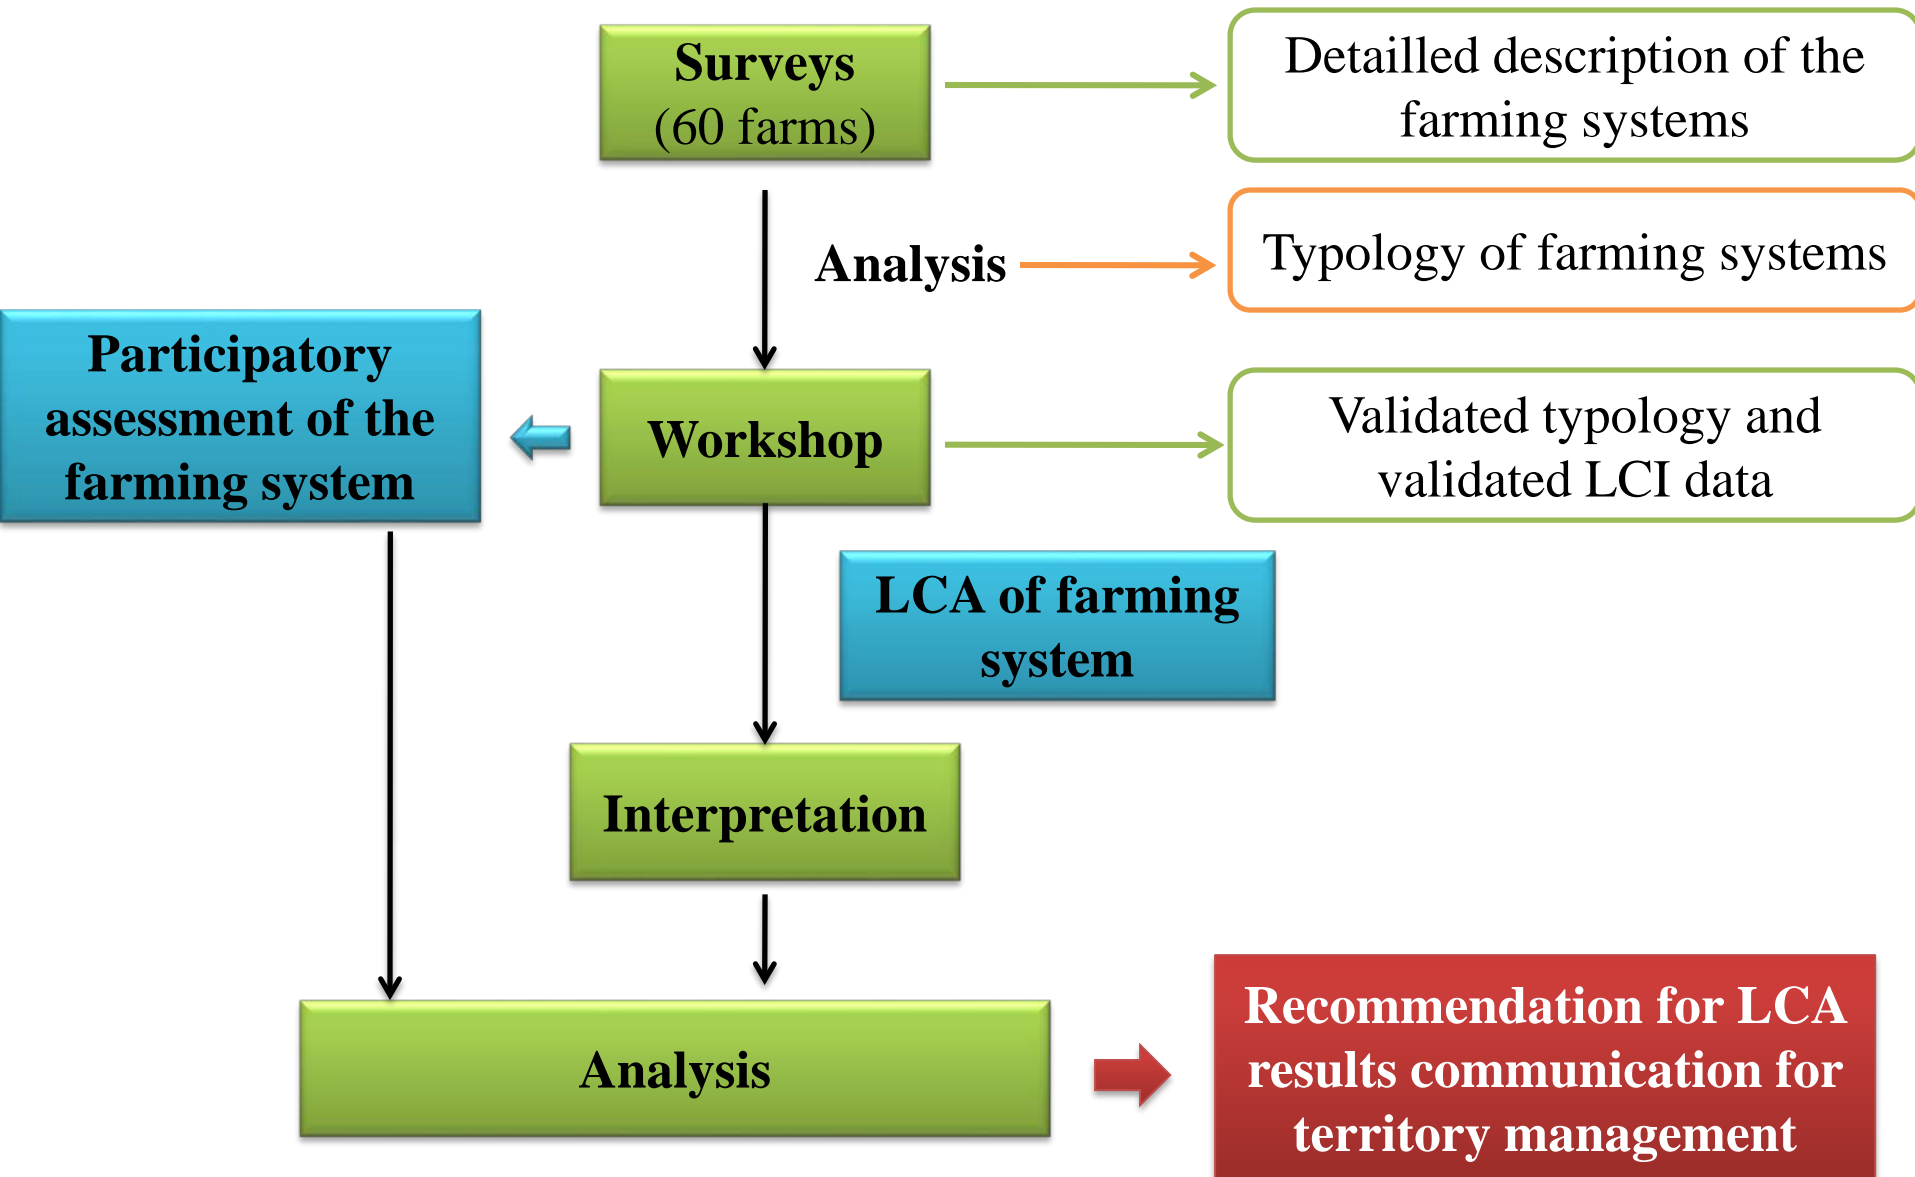 Surveys
(60 farms)
Detailled description of the
farming systems
Analysis
Typology of farming systems
Participatory
assessment of the
farming system
Workshop
Validated typology and
validated LCI data
LCA of farming
system
Interpretation
Analysis
Recommendation for LCA
results communication for
territory management